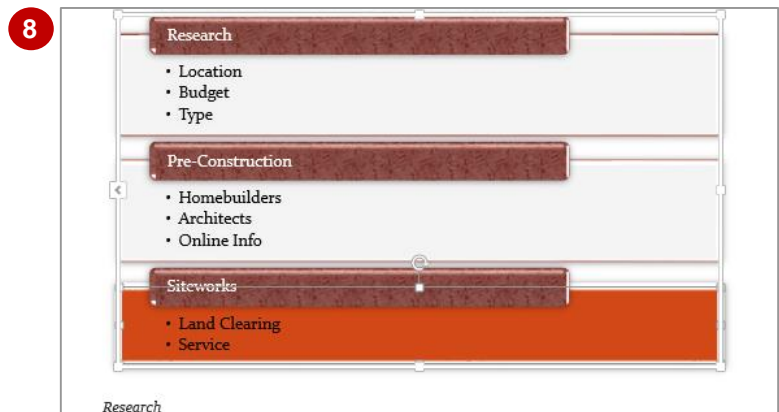 8
Research
• Location
• Budget
• Type
Pre-Construction
• Homebuilders
• Architects
• Online Info
Siteworks
• Land Clearing
• Service
Research